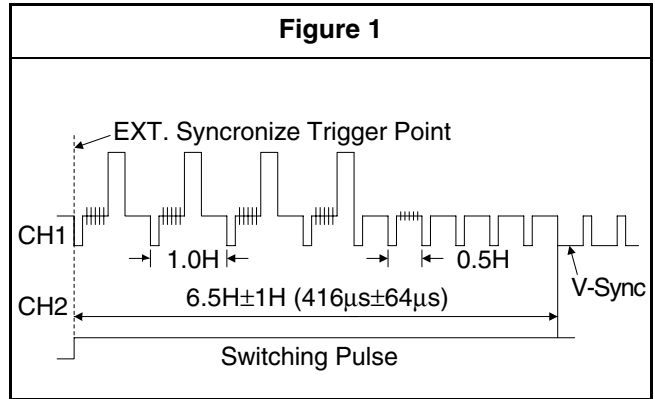 Figure 1
EXT. Syncronize Trigger Point
CH1
1.0H
0.5H
V-Sync
CH2
6.5H±1H (416µs±64µs)
Switching Pulse